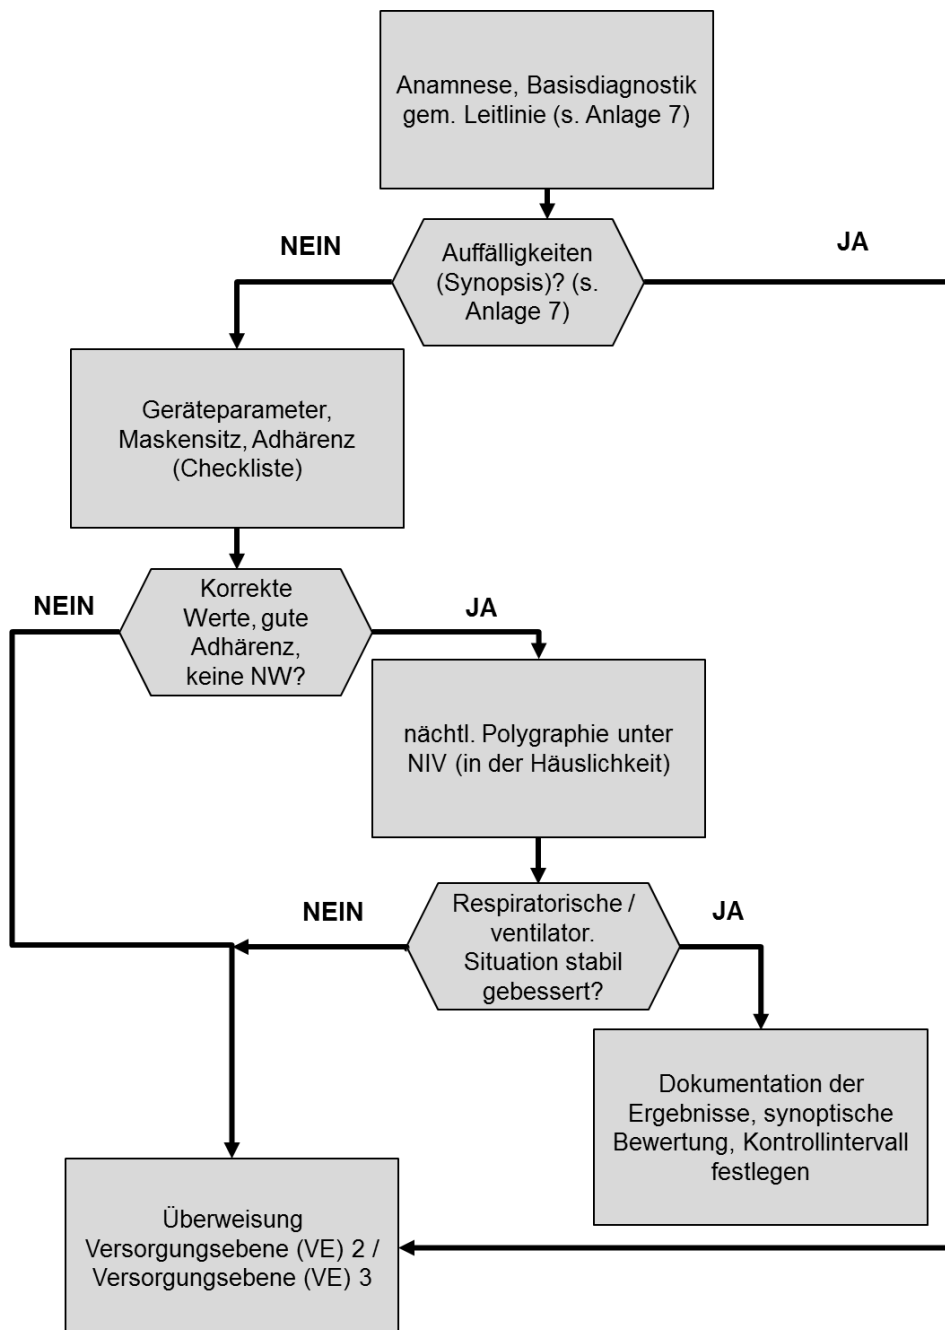 Anamnese, Basisdiagnostik
gem. Leitlinie (s. Anlage 7)
NEIN
JA
Auffälligkeiten
(Synopsis)? (s.
Anlage 7)
Geräteparameter,
Maskensitz, Adhärenz
(Checkliste)
NEIN
Korrekte
Werte, gute
Adhärenz,
keine NW?
JA
nächtl. Polygraphie unter
NIV (in der Häuslichkeit)
NEIN
Respiratorische /
ventilator.
Situation stabil
gebessert?
JA
Dokumentation der
Ergebnisse, synoptische
Bewertung, Kontrollintervall
festlegen
Überweisung
Versorgungsebene (VE) 2 /
Versorgungsebene (VE) 3